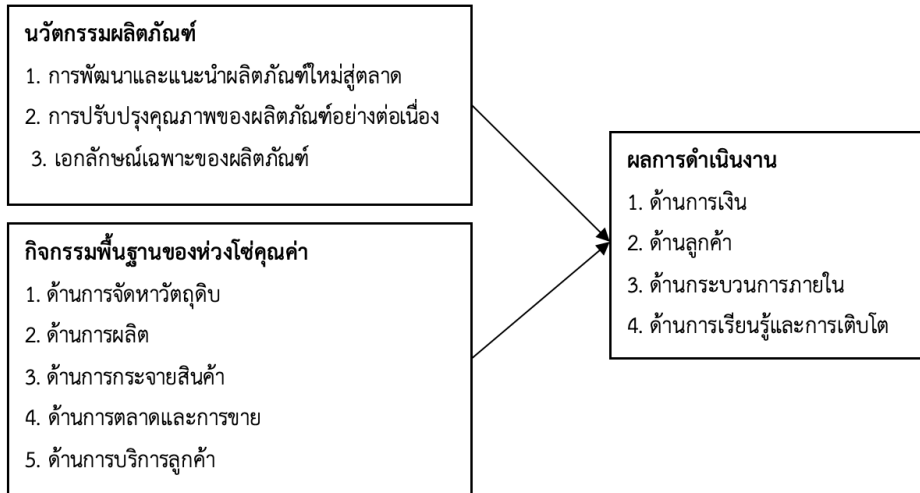 นวัตกรรมผลิตภัณฑ์
1. การพัฒนาและแนะนำผลิตภัณฑ์ใหม่สู่ตลาด
2. การปรับปรุงคุณภาพของผลิตภัณฑ์อย่างต่อเนื่อง
3. เอกลักษณ์เฉพาะของผลิตภัณฑ์
กิจกรรมพื้นฐานของห่วงโซ่คุณค่า
1. ด้านการจัดหาวัตถุดิบ
2. ด้านการผลิต
3. ด้านการกระจายสินค้า
4. ด้านการตลาดและการขาย
5. ด้านการบริการลูกค้า
ผลการดำเนินงาน
1. ด้านการเงิน
2. ด้านลูกค้า
3. ด้านกระบวนการภายใน
4. ด้านการเรียนรู้และการเติบโต